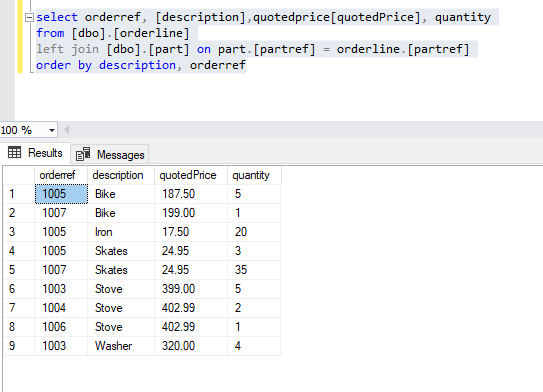 select orderref, [description],quotedprice[quotedPrice], quantity
from [dbo].[orderline]
left join [dbo].[part] on part.[partref] = orderline.[partref]
order by description, orderref
100 %
Results Messages
orderref description quotedPrice quantity
1 1005 Bike 187.50 5
2 1007 Bike 199.00 1
3 1005 Iron 17.50 20
4 1005 Skates 24.95 3
5 1007 Skates 24.95 35
6 1003 Stove 399.00 5
7 1004 Stove 402.99 2
8 1006 Stove 402.99 1
9 1003 Washer 320.00 4